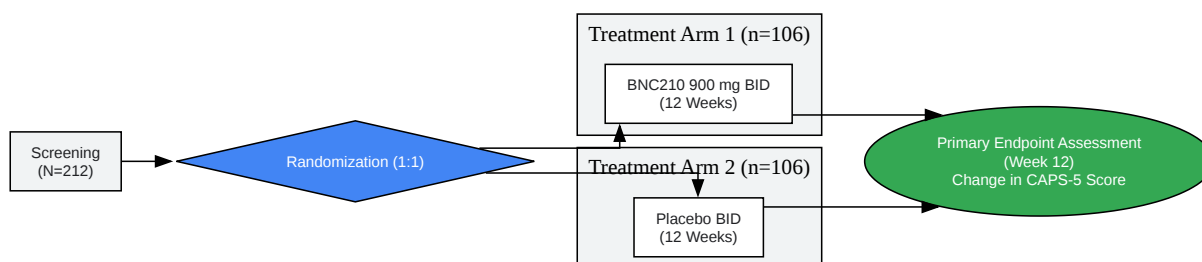 Screening
(N=212)
Randomization (1:1)
Treatment Arm 1 (n=106)
BNC210 900 mg BID
(12 Weeks)
Treatment Arm 2 (n=106)
Placebo BID
(12 Weeks)
Primary Endpoint Assessment
(Week 12)
Change in CAPS-5 Score